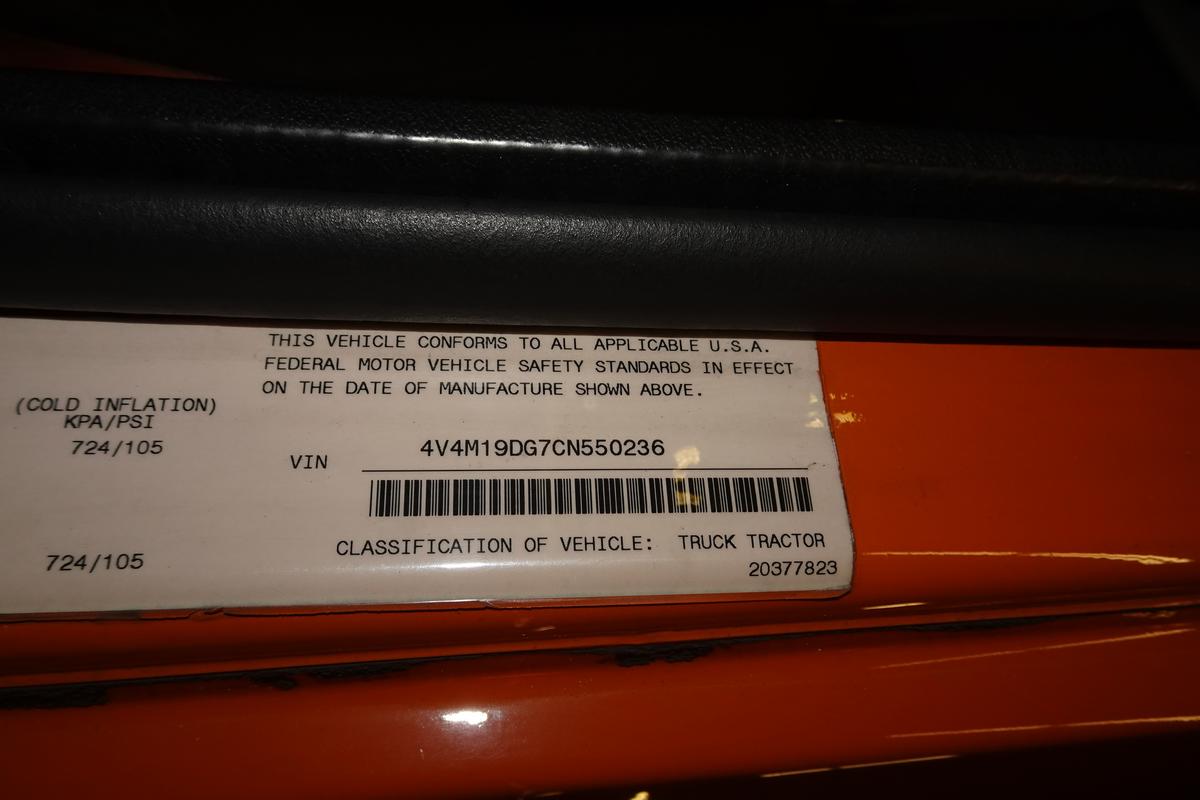 THIS VEHICLE CONFORMS TO ALL APPLICABLE U.S.A.
FEDERAL MOTOR VEHICLE SAFETY STANDARDS IN EFFECT
ON THE DATE OF MANUFACTURE SHOWN ABOVE.
(COLD INFLATION)
KPA/PSI
724/105
VIN 4V4M19DG7CN550236
CLASSIFICATION OF VEHICLE: TRUCK TRACTOR
724/105
20377823